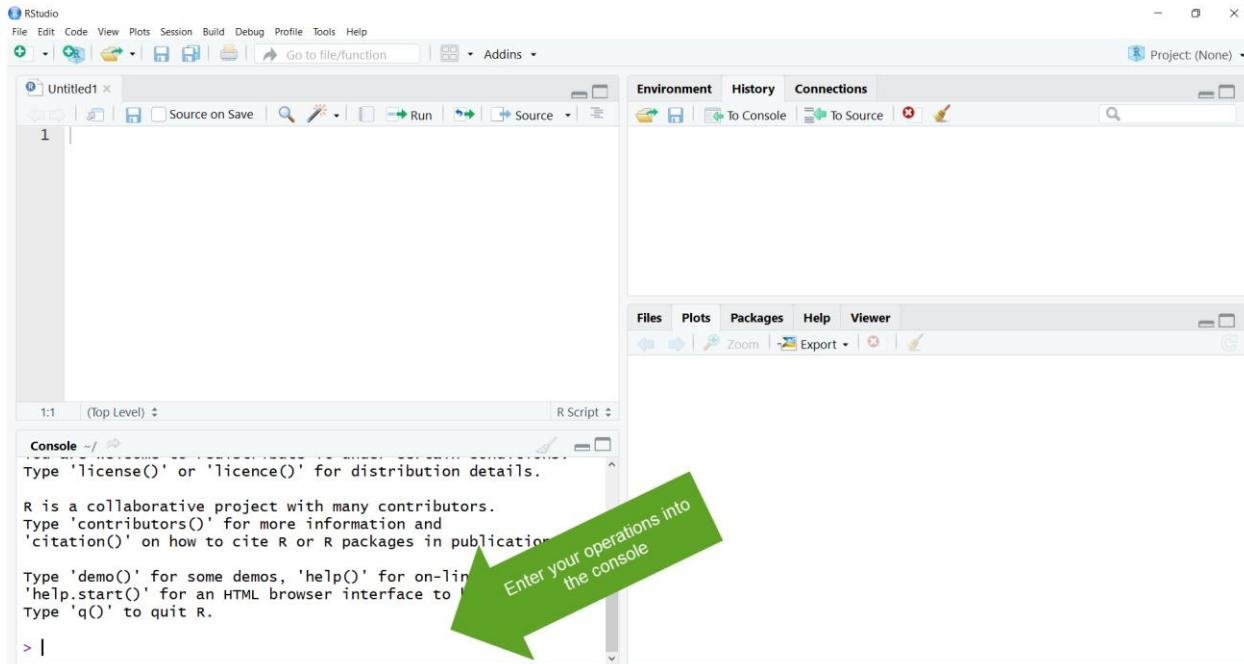 RStudio
File Edit Code View Plots Session Build Debug Profile Tools Help
Go to file/function Addins Project: (None)
Untitled1
Source on Save Run Source
1
1:1 (Top Level) R Script
Console ~/
Type 'license()' or 'licence()' for distribution details.
R is a collaborative project with many contributors.
Type 'contributors()' for more information and
'citation()' on how to cite R or R packages in publication
Type 'demo()' for some demos, 'help()' for on-lin
'help.start()' for an HTML browser interface to
Type 'q()' to quit R.
>
Enter your operations into
the console
Environment History Connections
To Console To Source
Files Plots Packages Help Viewer
Zoom Export